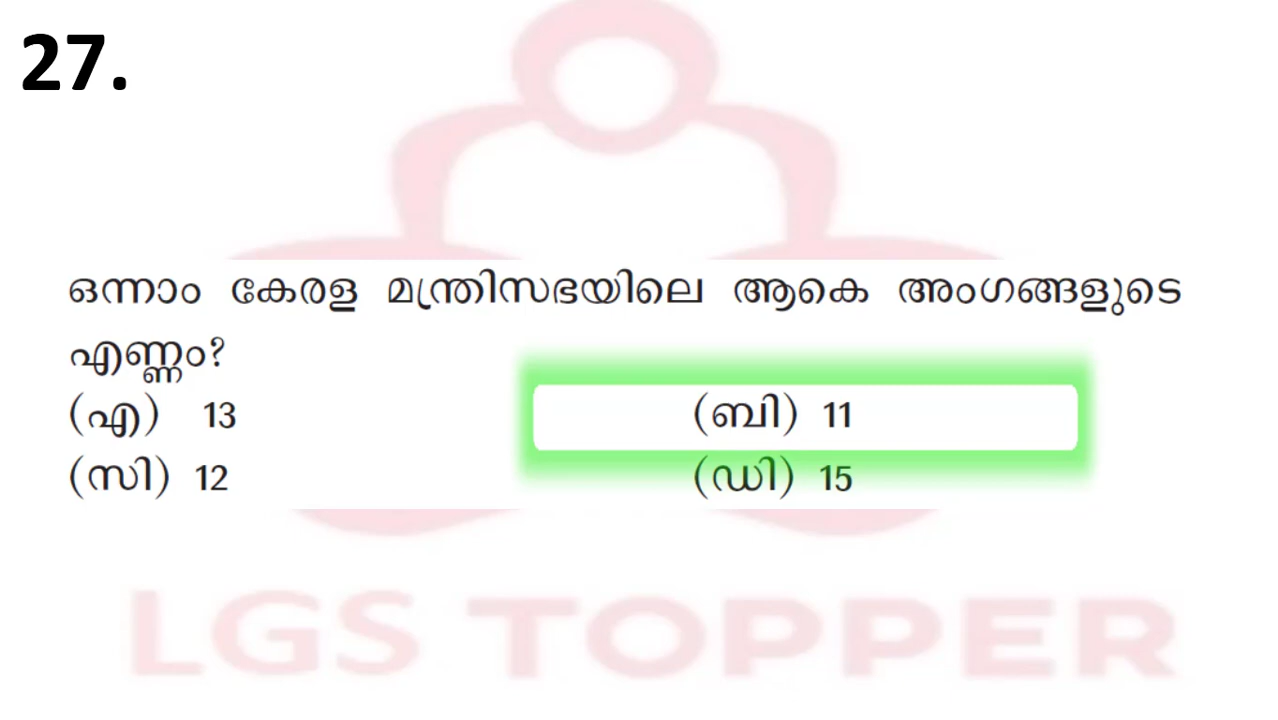 27.
ഒന്നാം കേരള മന്ത്രിസഭയിലെ ആകെ അംഗങ്ങളുടെ
എണ്ണം?
(എ) 13 (ബി) 11
(സി) 12 (ഡി) 15
LGS TOPPER